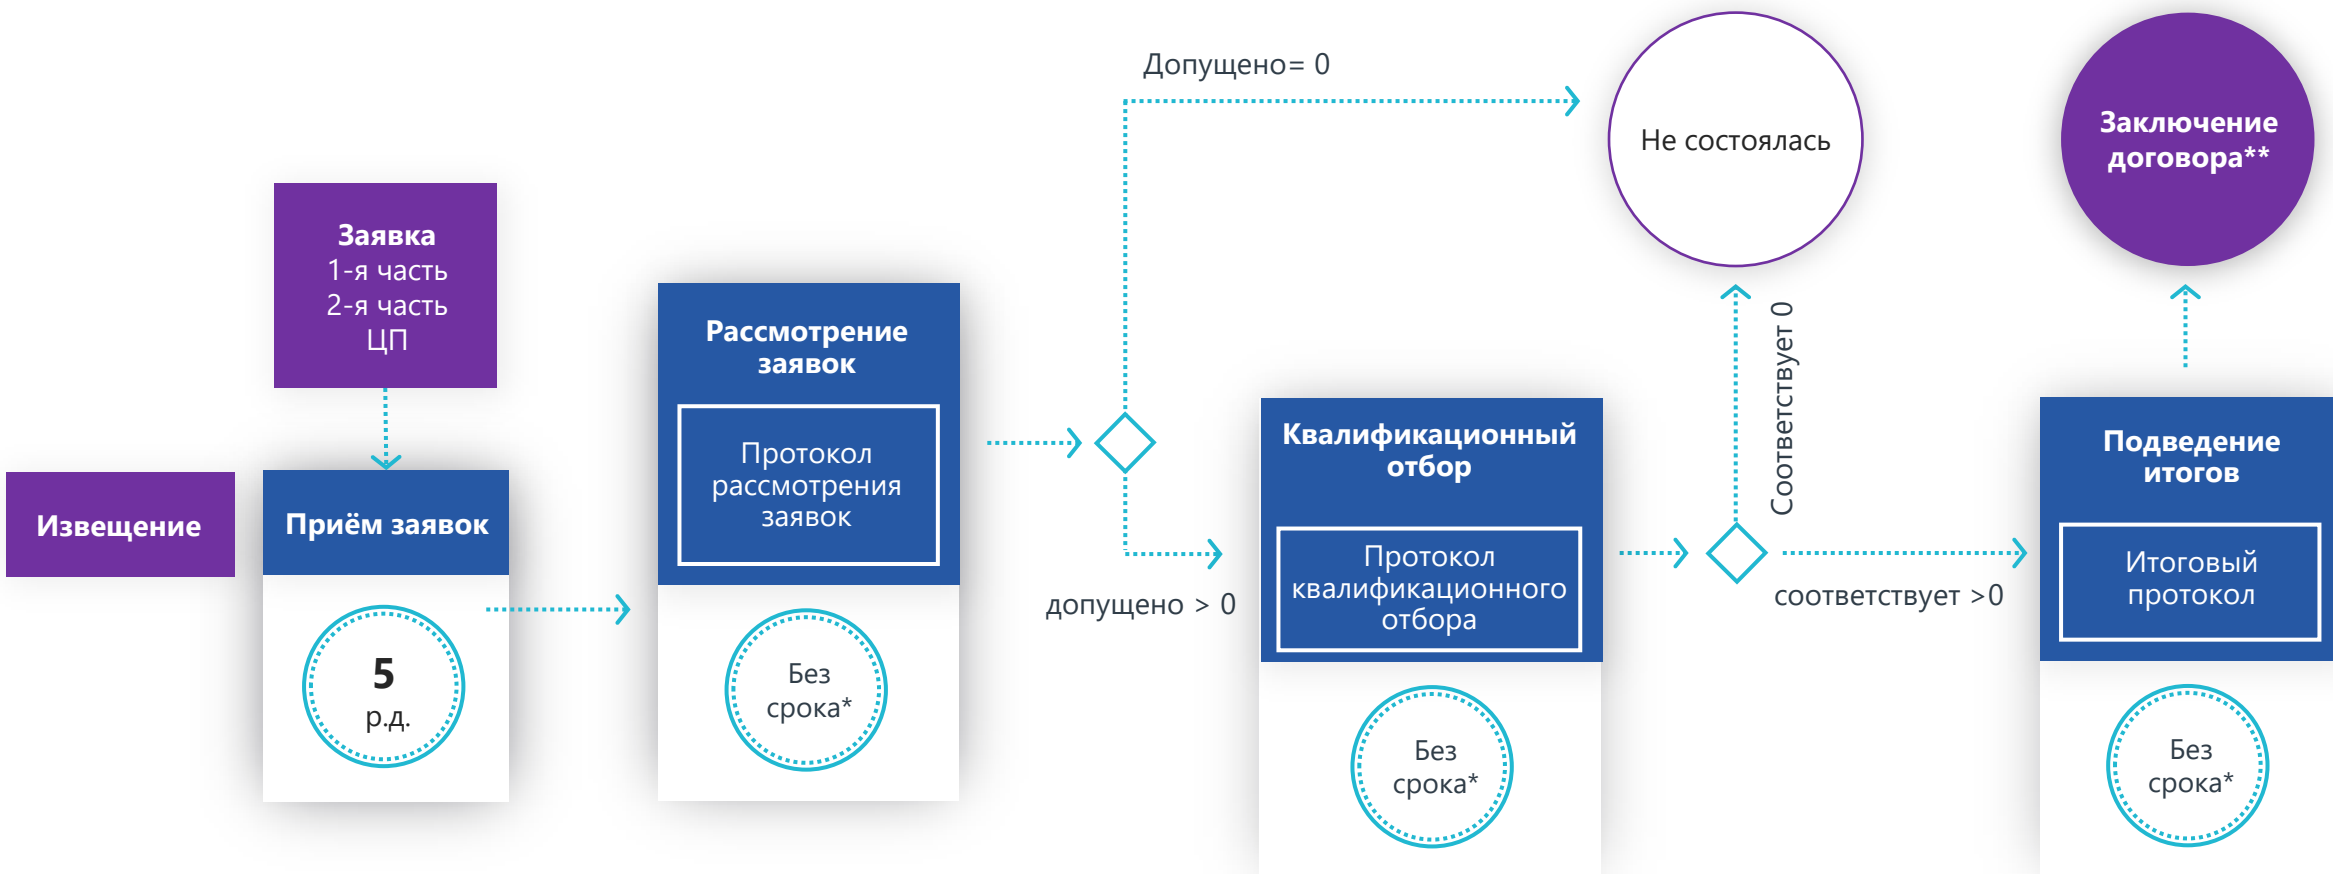 Извещение
Заявка
1-я часть
2-я часть
ЦП
Приём заявок
5
р.д.
Рассмотрение
заявок
Протокол
рассмотрения
заявок
Без
срока*
Допущено= 0
допущено > 0
Квалификационный
отбор
Протокол
квалификационного
отбора
Без
срока*
Не состоялась
Соответствует 0
соответствует >0
Заключение
договора**
Подведение
итогов
Итоговый
протокол
Без
срока*